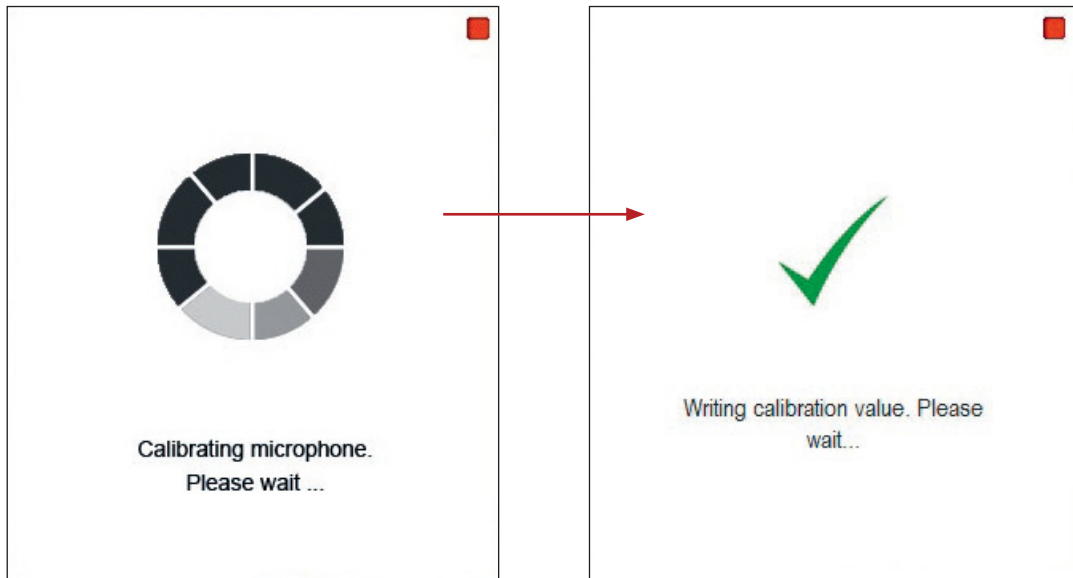 Calibrating microphone.
Please wait ...
Writing calibration value. Please
wait...